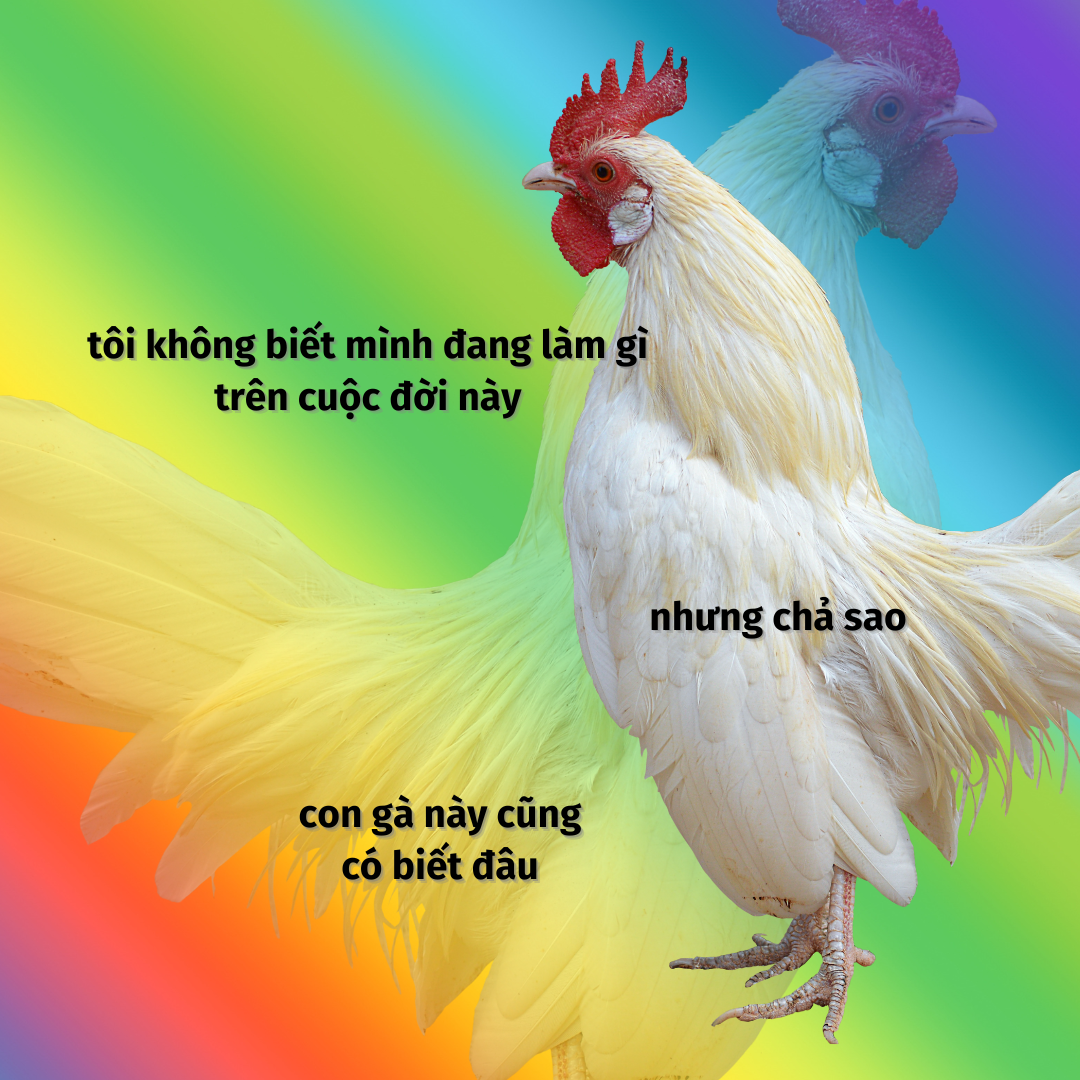 tôi không biết mình đang làm gì
trên cuộc đời này
nhưng chả sao
con gà này cũng
có biết đâu